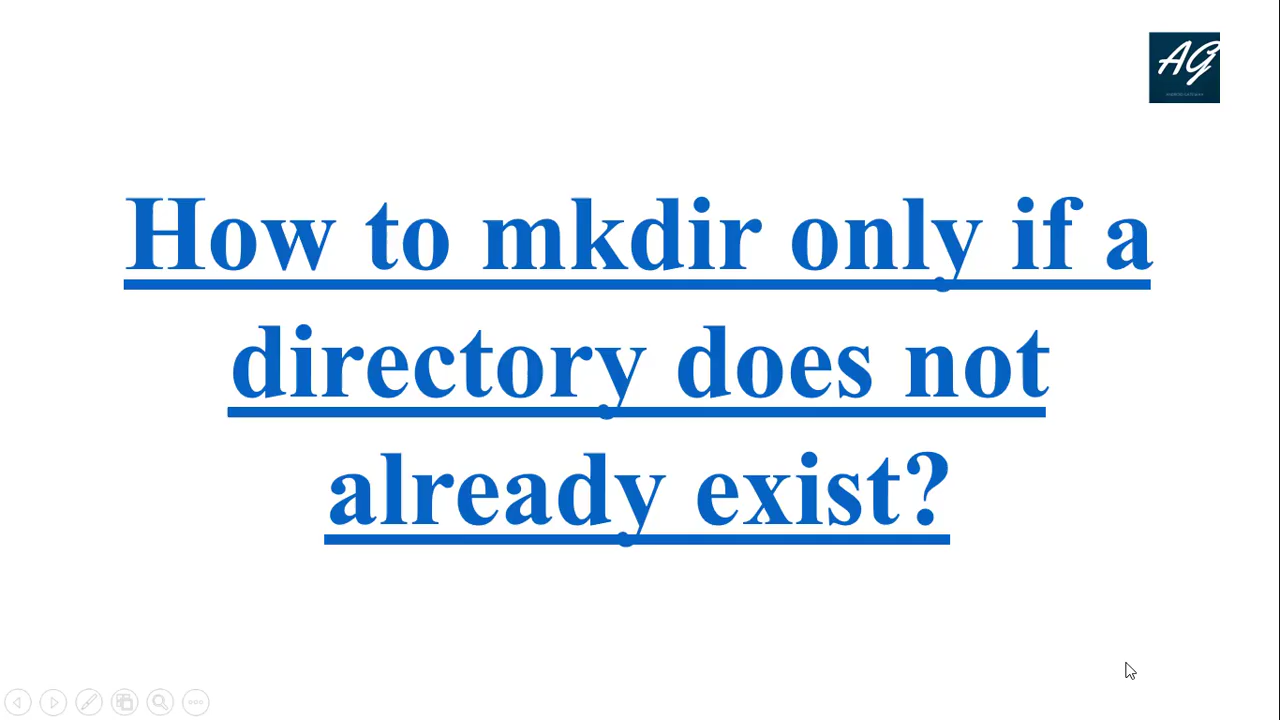 AG
How to mkdir only if a
directory does not
already exist?